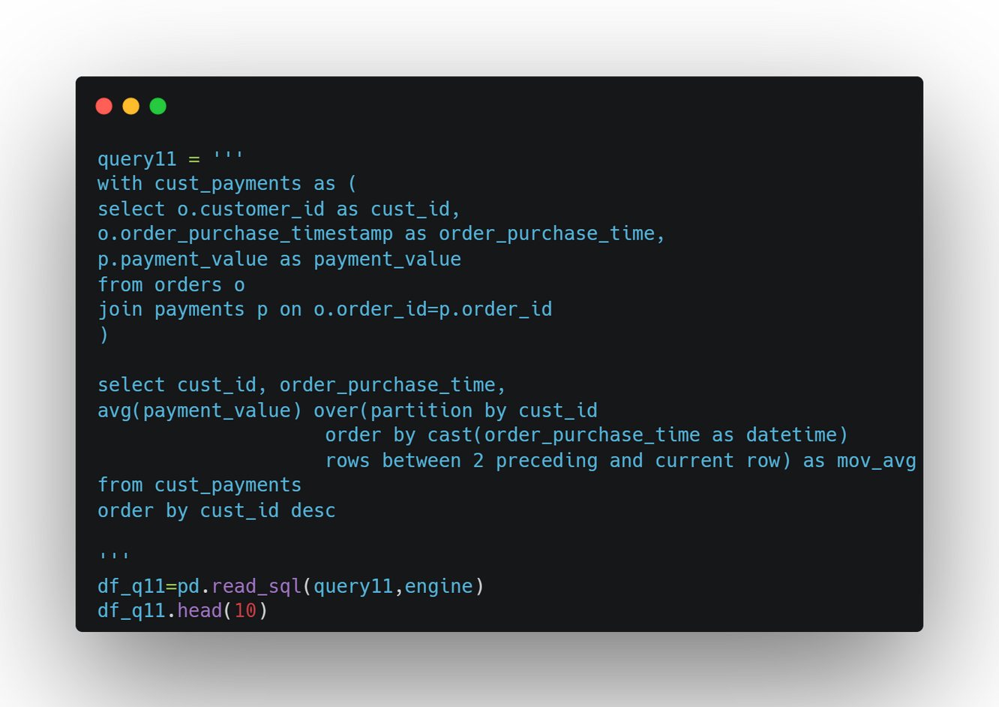 query11 = '''
with cust_payments as (
select o.customer_id as cust_id,
o.order_purchase_timestamp as order_purchase_time,
p.payment_value as payment_value
from orders o
join payments p on o.order_id=p.order_id
)

select cust_id, order_purchase_time,
avg(payment_value) over(partition by cust_id
                    order by cast(order_purchase_time as datetime)
                    rows between 2 preceding and current row) as mov_avg
from cust_payments
order by cust_id desc

'''
df_q11=pd.read_sql(query11,engine)
df_q11.head(10)